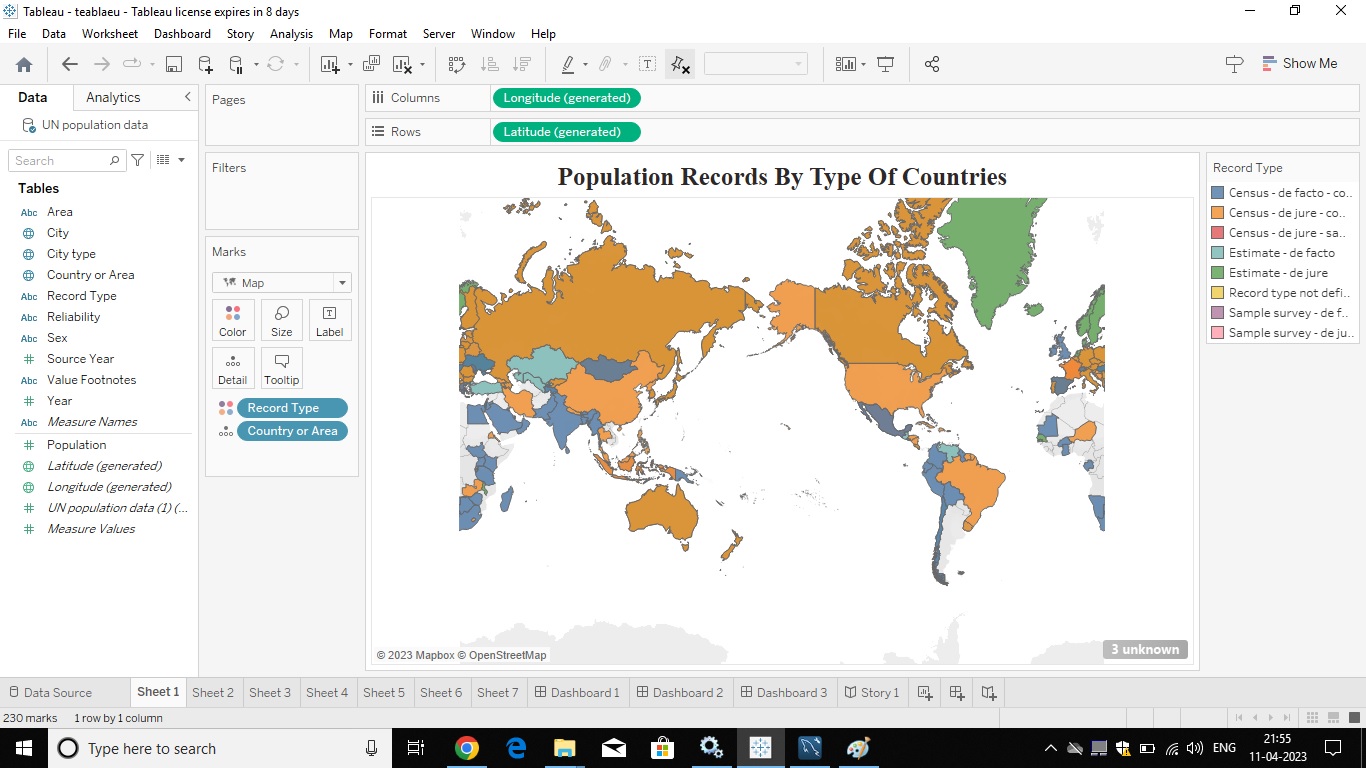 Tableau - teablaeu - Tableau license expires in 8 days
File Data Worksheet Dashboard Story Analysis Map Format Server Window Help
Show Me
Data Analytics
UN population data
Search
Tables
Abc Area
City
City type
Country or Area
Abc Record Type
Abc Reliability
Abc Sex
Source Year
Abc Value Footnotes
Year
Abc Measure Names
Population
Latitude (generated)
Longitude (generated)
UN population data (1) (...
Measure Values
Pages
Filters
Marks
Map
Color Size Label
Detail Tooltip
Record Type
Country or Area
Columns Longitude (generated)
Rows Latitude (generated)
Population Records By Type Of Countries
© 2023 Mapbox © OpenStreetMap
3 unknown
Record Type
Census - de facto - co..
Census - de jure - co..
Census - de jure - sa..
Estimate - de facto
Estimate - de jure
Record type not defi..
Sample survey - de f..
Sample survey - de ju..
Data Source Sheet 1 Sheet 2 Sheet 3 Sheet 4 Sheet 5 Sheet 6 Sheet 7 Dashboard 1 Dashboard 2 Dashboard 3 Story 1
230 marks 1 row by 1 column
Type here to search
ENG
21:55
11-04-2023